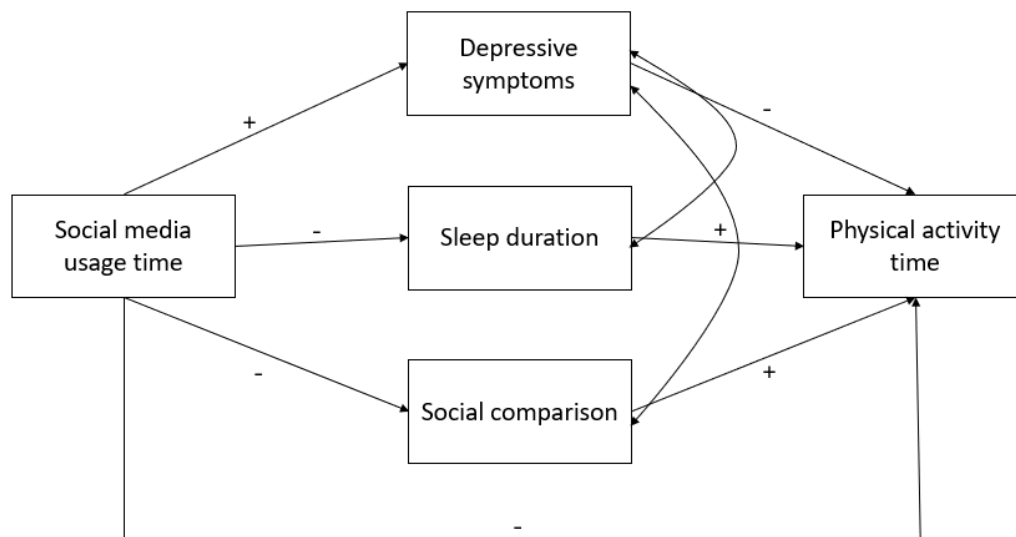 Depressive
symptoms
+
-
Social media
usage time
-
Sleep duration
+
Physical activity
time
-
Social comparison
+
-